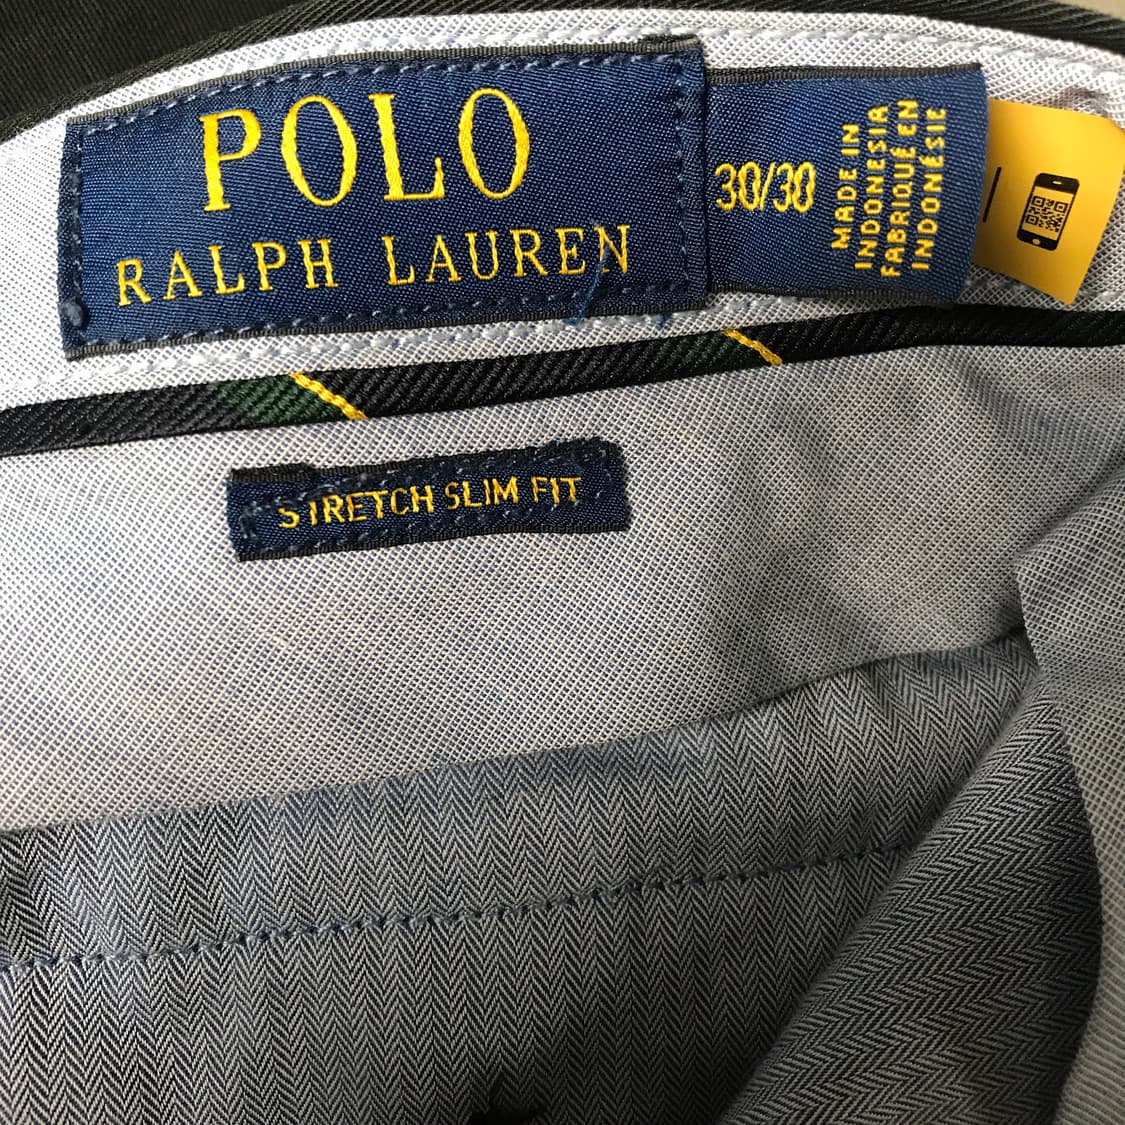 POLO
RALPH LAUREN
30/30
MADE IN
INDONESIA
FABRIQUÉ EN
INDONÉSIE
STRETCH SLIM FIT